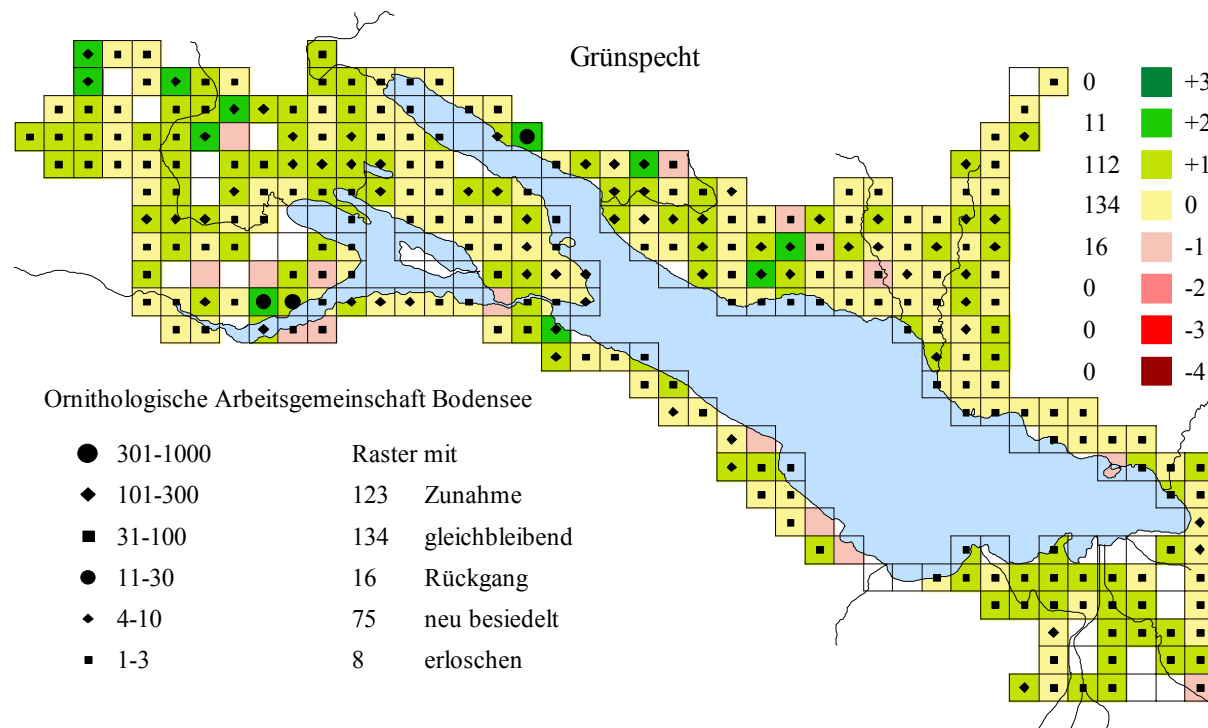 Grünspecht
0 +3
11 +2
112 +1
134 0
16 -1
0 -2
0 -3
0 -4
Ornithologische Arbeitsgemeinschaft Bodensee
301-1000 Raster mit
101-300 123 Zunahme
31-100 134 gleichbleibend
11-30 16 Rückgang
4-10 75 neu besiedelt
1-3 8 erloschen